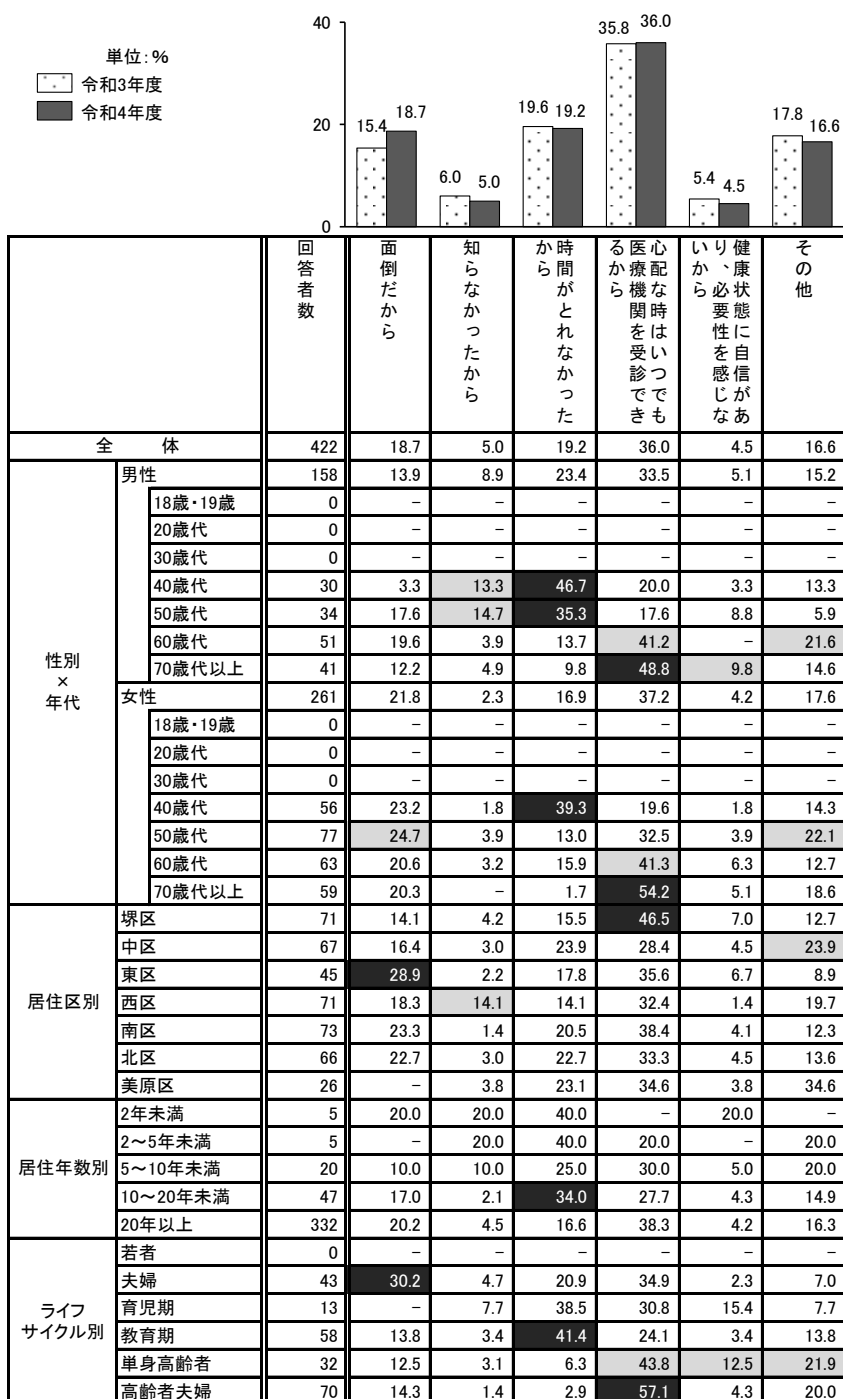 単位：％
令和3年度
令和4年度
40
20
0
15.4 18.7
6.0 5.0
19.6 19.2
35.8 36.0
5.4 4.5
17.8 16.6
回答者数
面倒だから
知らなかったから
時間がとれなかった
から
心配な時はいつでも
医療機関を受診でき
るから
健康状態に自信があ
り、必要性を感じな
いから
その他
全 体 422 18.7 5.0 19.2 36.0 4.5 16.6
性別
×
年代
男性 158 13.9 8.9 23.4 33.5 5.1 15.2
18歳・19歳 0 － － － － － －
20歳代 0 － － － － － －
30歳代 0 － － － － － －
40歳代 30 3.3 13.3 46.7 20.0 3.3 13.3
50歳代 34 17.6 14.7 35.3 17.6 8.8 5.9
60歳代 51 19.6 3.9 13.7 41.2 － 21.6
70歳代以上 41 12.2 4.9 9.8 48.8 9.8 14.6
女性 261 21.8 2.3 16.9 37.2 4.2 17.6
18歳・19歳 0 － － － － － －
20歳代 0 － － － － － －
30歳代 0 － － － － － －
40歳代 56 23.2 1.8 39.3 19.6 1.8 14.3
50歳代 77 24.7 3.9 13.0 32.5 3.9 22.1
60歳代 63 20.6 3.2 15.9 41.3 6.3 12.7
70歳代以上 59 20.3 － 1.7 54.2 5.1 18.6
居住区別
堺区 71 14.1 4.2 15.5 46.5 7.0 12.7
中区 67 16.4 3.0 23.9 28.4 4.5 23.9
東区 45 28.9 2.2 17.8 35.6 6.7 8.9
西区 71 18.3 14.1 14.1 32.4 1.4 19.7
南区 73 23.3 1.4 20.5 38.4 4.1 12.3
北区 66 22.7 3.0 22.7 33.3 4.5 13.6
美原区 26 － 3.8 23.1 34.6 3.8 34.6
居住年数別
2年未満 5 20.0 20.0 40.0 － 20.0 －
2～5年未満 5 － 20.0 40.0 20.0 － 20.0
5～10年未満 20 10.0 10.0 25.0 30.0 5.0 20.0
10～20年未満 47 17.0 2.1 34.0 27.7 4.3 14.9
20年以上 332 20.2 4.5 16.6 38.3 4.2 16.3
ライフ
サイクル別
若者 0 － － － － － －
夫婦 43 30.2 4.7 20.9 34.9 2.3 7.0
育児期 13 － 7.7 38.5 30.8 15.4 7.7
教育期 58 13.8 3.4 41.4 24.1 3.4 13.8
単身高齢者 32 12.5 3.1 6.3 43.8 12.5 21.9
高齢者夫婦 70 14.3 1.4 2.9 57.1 4.3 20.0